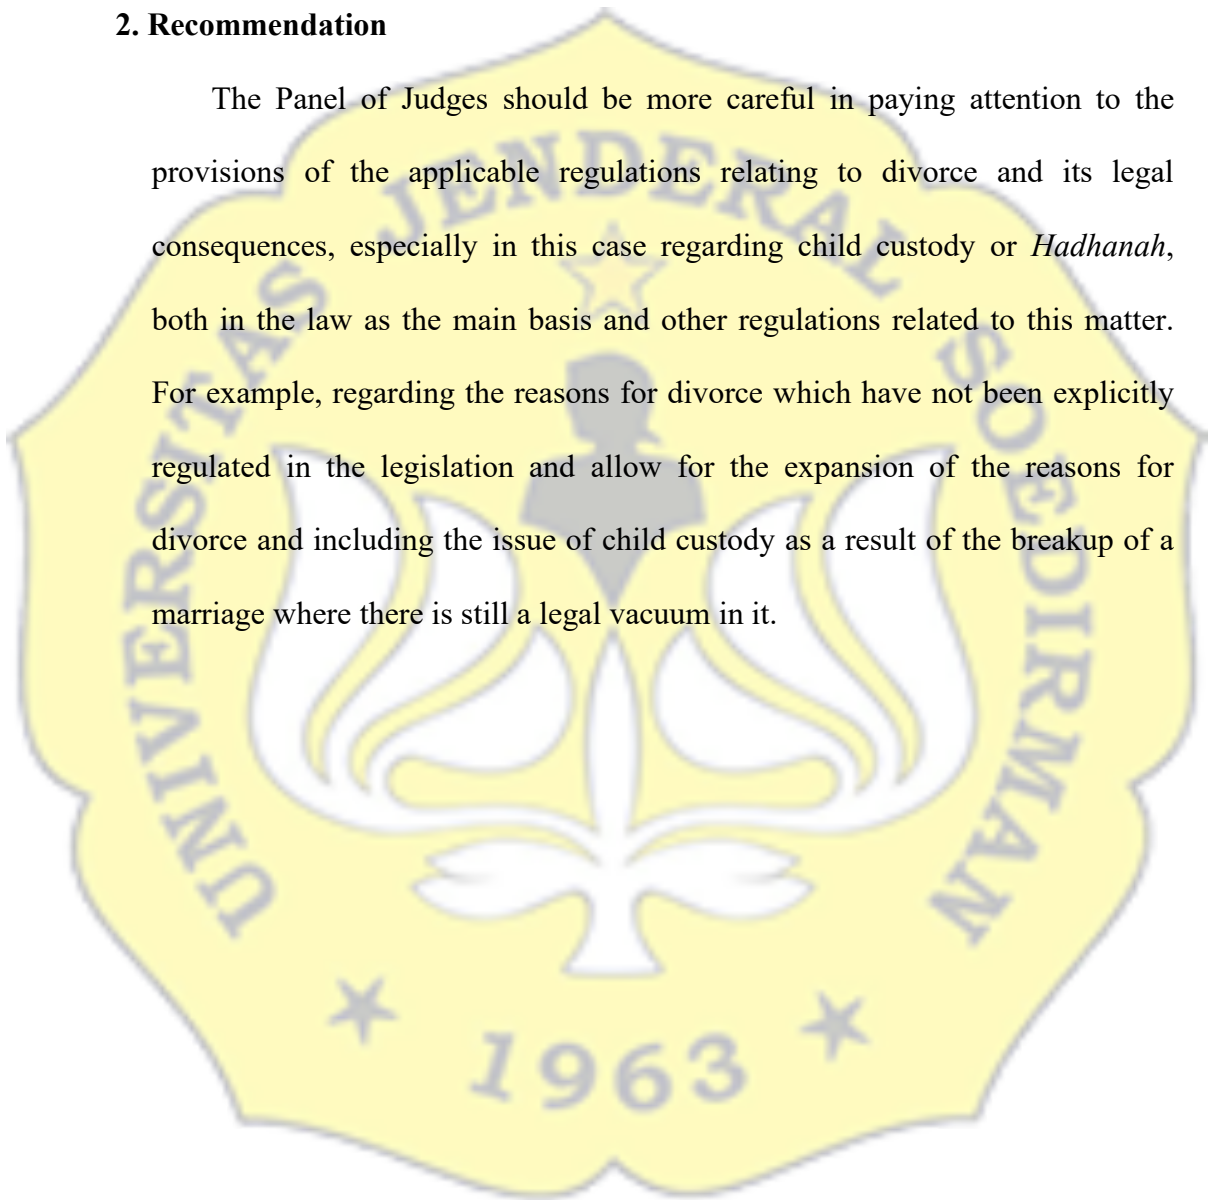 2. Recommendation
The Panel of Judges should be more careful in paying attention to the
provisions of the applicable regulations relating to divorce and its legal
consequences, especially in this case regarding child custody or Hadhanah,
both in the law as the main basis and other regulations related to this matter.
For example, regarding the reasons for divorce which have not been explicitly
regulated in the legislation and allow for the expansion of the reasons for
divorce and including the issue of child custody as a result of the breakup of a
marriage where there is still a legal vacuum in it.
UNIVERSITAS JENDERAL SOEDIRMAN
1963